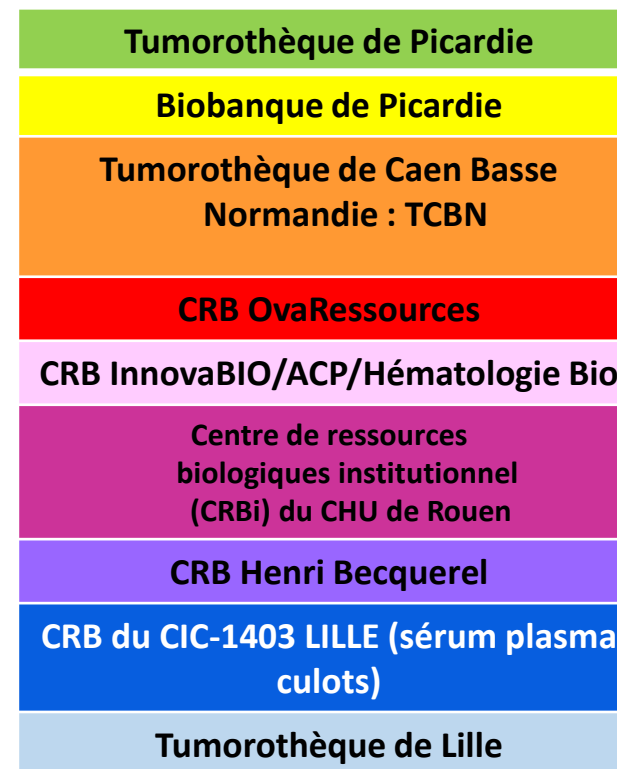 Tumorothèque de Picardie
Biobanque de Picardie
Tumorothèque de Caen Basse
Normandie : TCBN
CRB OvaRessources
CRB InnovaBIO/ACP/Hématologie Bio
Centre de ressources
biologiques institutionnel
(CRBi) du CHU de Rouen
CRB Henri Becquerel
CRB du CIC-1403 LILLE (sérum plasma
culots)
Tumorothèque de Lille